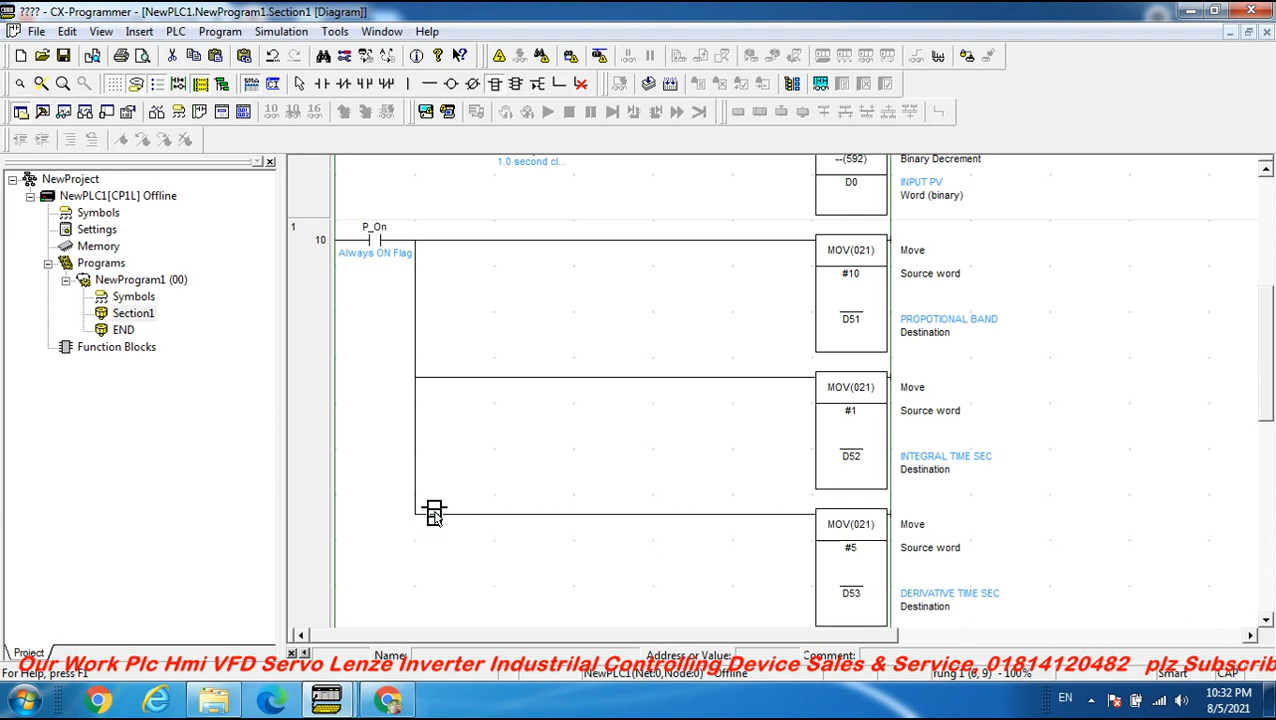 ???? - CX-Programmer - [NewPLC1.NewProgram1.Section1 [Diagram]]
File Edit View Insert PLC Program Simulation Tools Window Help
10 10 16
NewProject
NewPLC1[CP1L] Offline
Symbols
Settings
Memory
Programs
NewProgram1 (00)
Symbols
Section1
END
Function Blocks
Project
1.0 second cl...
--(592)
Binary Decrement
D0
INPUT PV
Word (binary)
1
10
P_On
Always ON Flag
MOV(021)
Move
#10
Source word
D51
PROPOTIONAL BAND
Destination
MOV(021)
Move
#1
Source word
D52
INTEGRAL TIME SEC
Destination
MOV(021)
Move
#5
Source word
D53
DERIVATIVE TIME SEC
Destination
Name: Address or Value: Comment:
Our Work Plc Hmi VFD Servo Lenze Inverter Industrilal Controlling Device Sales & Service 01814120482 plz Subscrib
For Help, press F1
NewPLC1(Net:0,Node:0) - Offline
rung 1 (0, 9) - 100%
Smart
CAP
EN
10:32 PM
8/5/2021